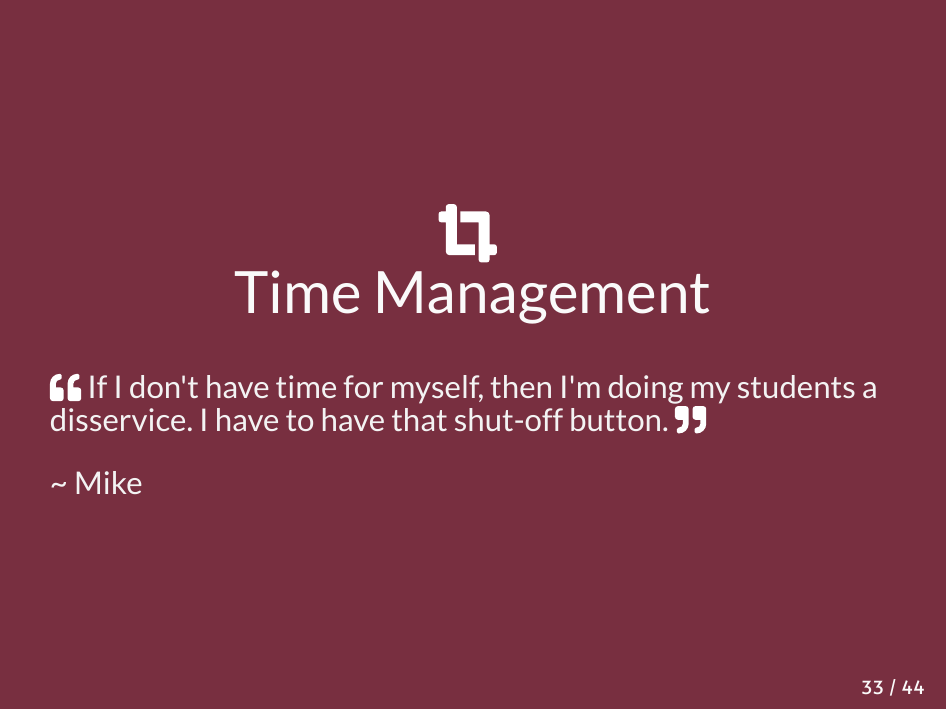 Time Management
“ If I don't have time for myself, then I'm doing my students a
disservice. I have to have that shut-off button. ”
~ Mike
33 / 44